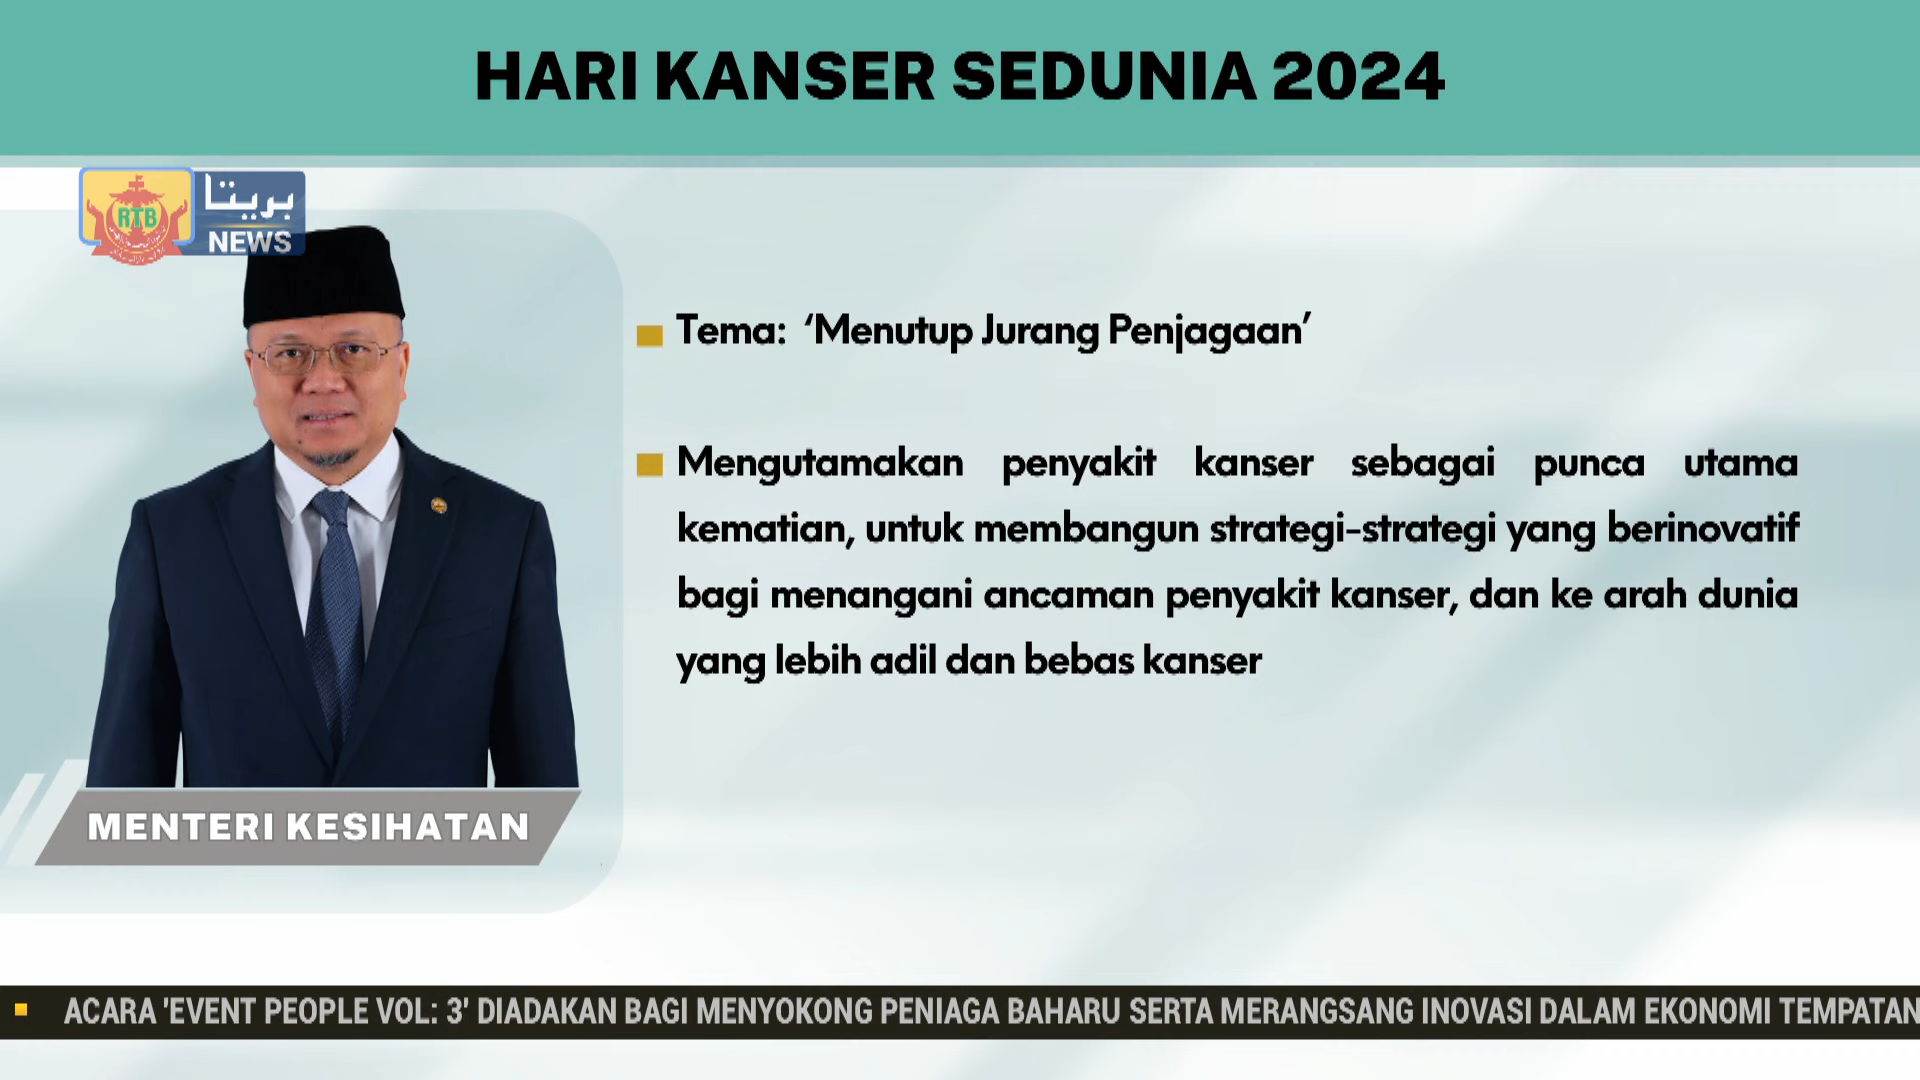 HARI KANSER SEDUNIA 2024
RTB
بريتا
NEWS
Tema: ‘Menutup Jurang Penjagaan’
Mengutamakan penyakit kanser sebagai punca utama
kematian, untuk membangun strategi-strategi yang berinovatif
bagi menangani ancaman penyakit kanser, dan ke arah dunia
yang lebih adil dan bebas kanser
MENTERI KESIHATAN
ACARA 'EVENT PEOPLE VOL: 3' DIADAKAN BAGI MENYOKONG PENIAGA BAHARU SERTA MERANGSANG INOVASI DALAM EKONOMI TEMPATAN